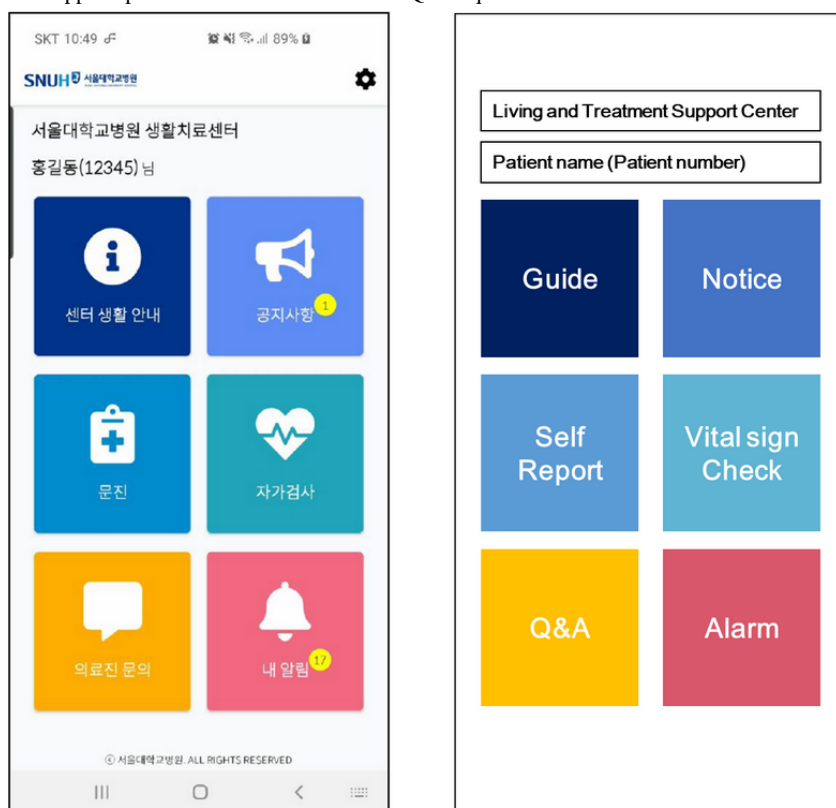 SKT 10:49
89%
SNUH 서울대학교병원
서울대학교병원 생활치료센터
홍길동(12345) 님
센터 생활 안내
공지사항 1
문진
자가검사
의료진 문의
내 알림 17
ⓒ 서울대학교병원. ALL RIGHTS RESERVED
Living and Treatment Support Center
Patient name (Patient number)
Guide
Notice
Self
Report
Vital sign
Check
Q&A
Alarm